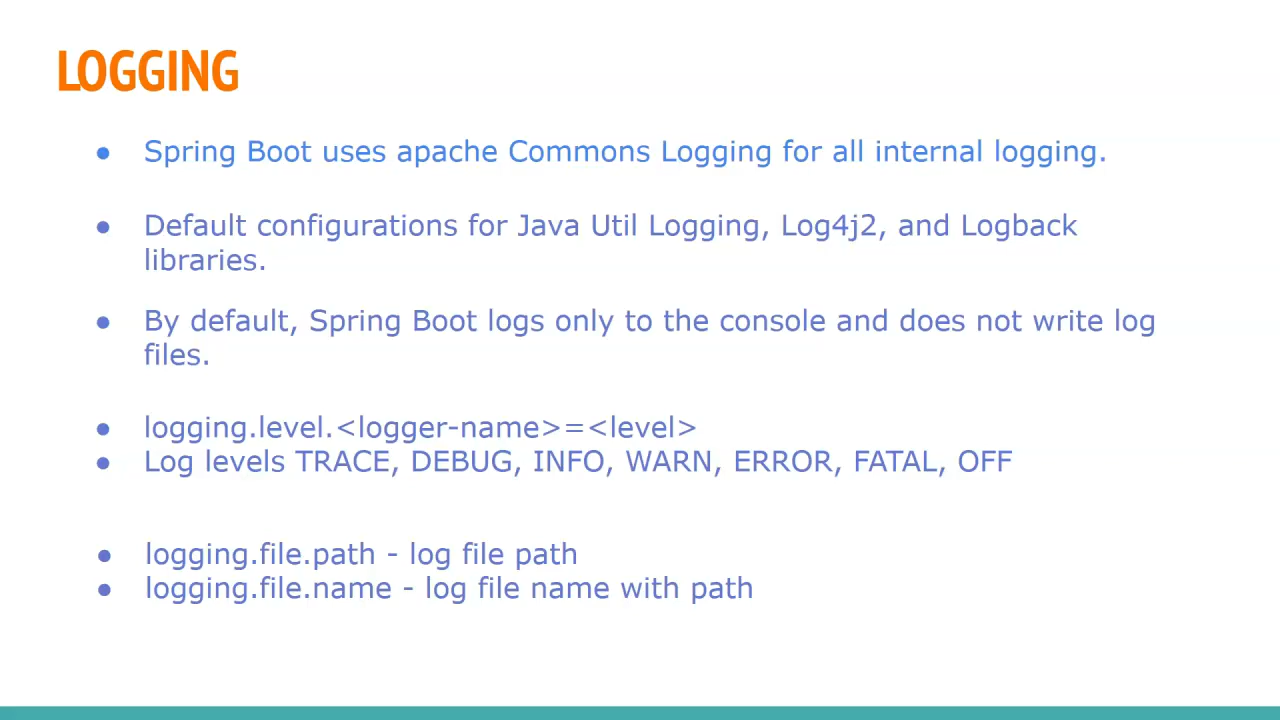 LOGGING
● Spring Boot uses apache Commons Logging for all internal logging.
● Default configurations for Java Util Logging, Log4j2, and Logback
libraries.
● By default, Spring Boot logs only to the console and does not write log
files.
● logging.level.<logger-name>=<level>
● Log levels TRACE, DEBUG, INFO, WARN, ERROR, FATAL, OFF
● logging.file.path - log file path
● logging.file.name - log file name with path